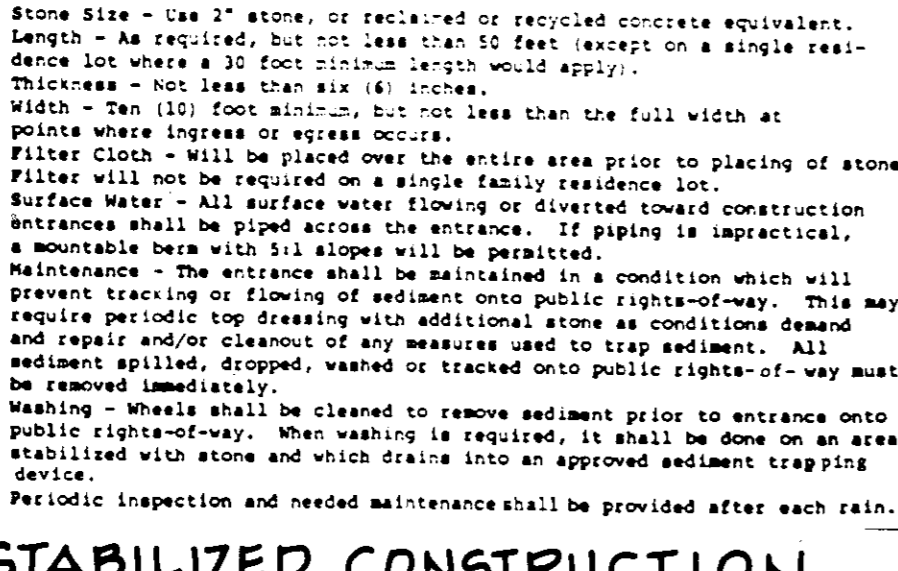 Stone Size - Use 2" stone, or reclaimed or recycled concrete equivalent.
Length - As required, but not less than 50 feet (except on a single resi-
dence lot where a 30 foot minimum length would apply).
Thickness - Not less than six (6) inches.
Width - Ten (10) foot minimum, but not less than the full width at
points where ingress or egress occurs.
Filter Cloth - Will be placed over the entire area prior to placing of stone
Filter will not be required on a single family residence lot.
Surface Water - All surface water flowing or diverted toward construction
entrances shall be piped across the entrance. If piping is impractical,
a mountable berm with 5:1 slopes will be permitted.
Maintenance - The entrance shall be maintained in a condition which will
prevent tracking or flowing of sediment onto public rights-of-way. This may
require periodic top dressing with additional stone as conditions demand
and repair and/or cleanout of any measures used to trap sediment. All
sediment spilled, dropped, washed or tracked onto public rights-of-way must
be removed immediately.
Washing - Wheels shall be cleaned to remove sediment prior to entrance onto
public rights-of-way. When washing is required, it shall be done on an area
stabilized with stone and which drains into an approved sediment trapping
device.
Periodic inspection and needed maintenance shall be provided after each rain.
STABILIZED CONSTRUCTION